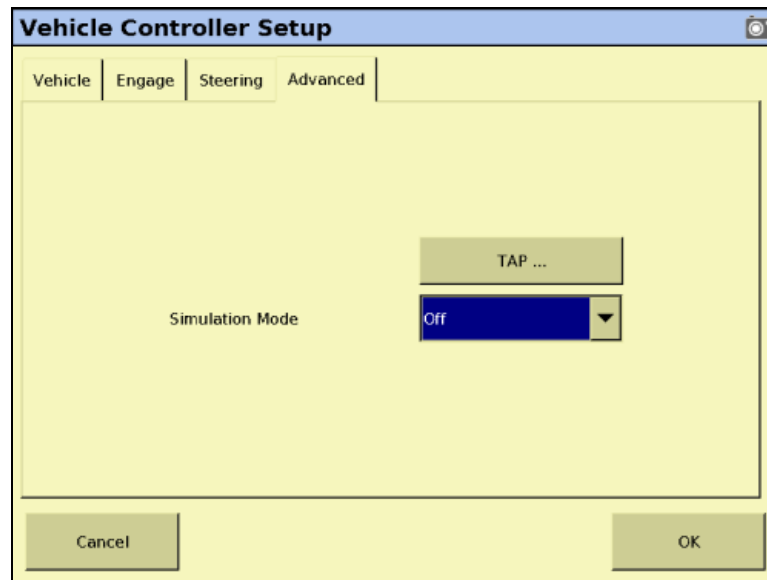 Vehicle Controller Setup
Vehicle Engage Steering Advanced
TAP ...
Simulation Mode Off
Cancel OK